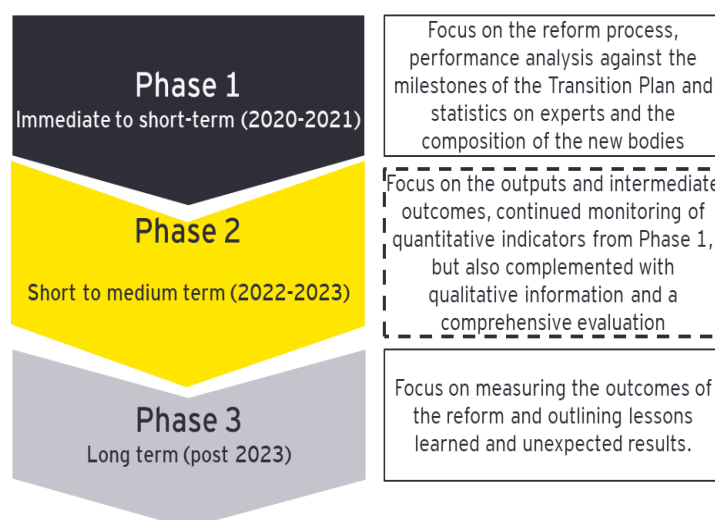 Phase 1
Immediate to short-term (2020-2021)
Focus on the reform process,
performance analysis against the
milestones of the Transition Plan and
statistics on experts and the
composition of the new bodies
Phase 2
Short to medium term (2022-2023)
Focus on the outputs and intermediate
outcomes, continued monitoring of
quantitative indicators from Phase 1,
but also complemented with
qualitative information and a
comprehensive evaluation
Phase 3
Long term (post 2023)
Focus on measuring the outcomes of
the reform and outlining lessons
learned and unexpected results.